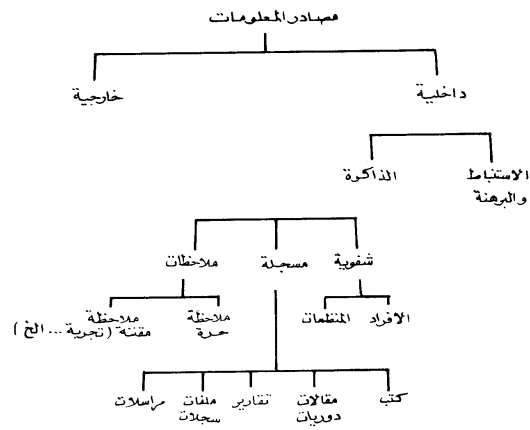 مصادر المعلومات
داخلية
خارجية
الاستنباط
والبرهنة
الذاكرة
شفوية
مسجلة
ملاحظات
الافراد
المنظمات
ملاحظة
حرة
ملاحظة
مقننة (تجربة ... الخ)
كتب
مقالات
دوريات
تقارير
ملفات
سجلات
مراسلات